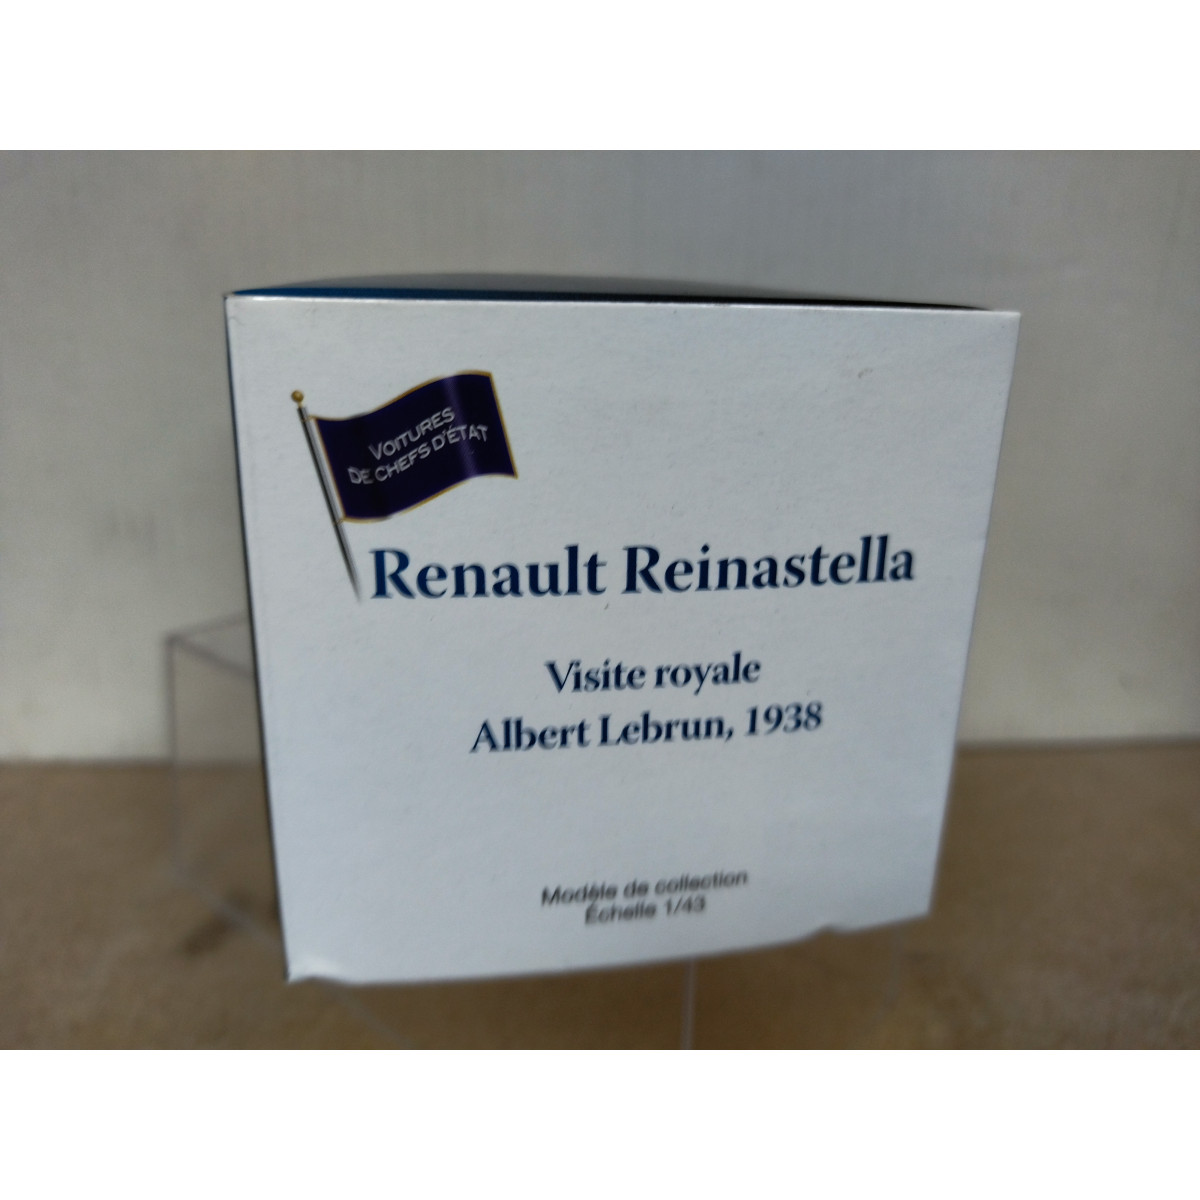 VOITURES
DE CHEFS D'ÉTAT
Renault Reinastella
Visite royale
Albert Lebrun, 1938
Modèle de collection
Échelle 1/43